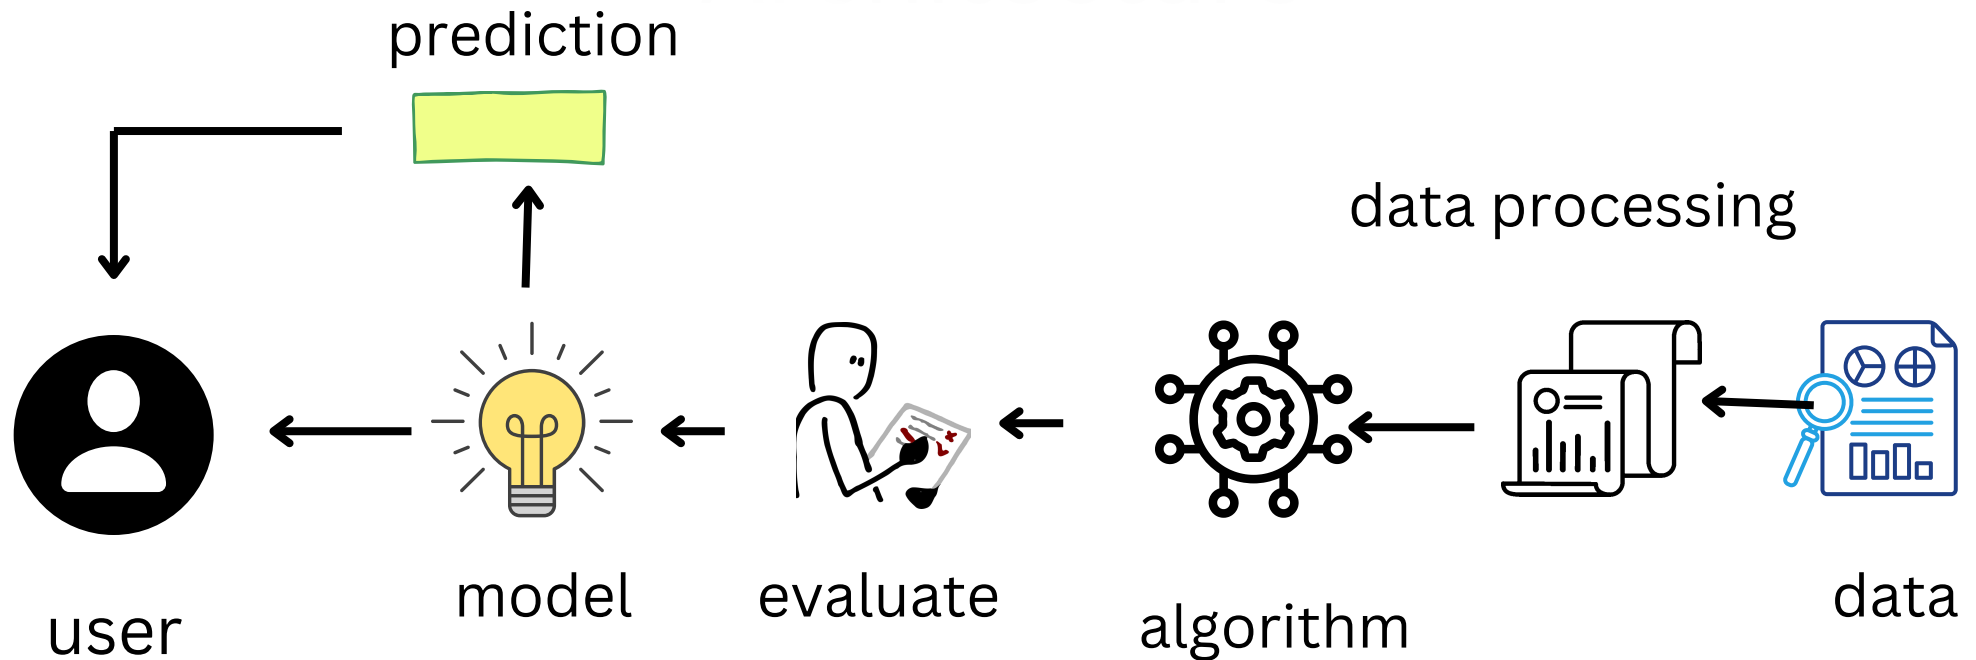 prediction
data processing
model
evaluate
data
user
algorithm